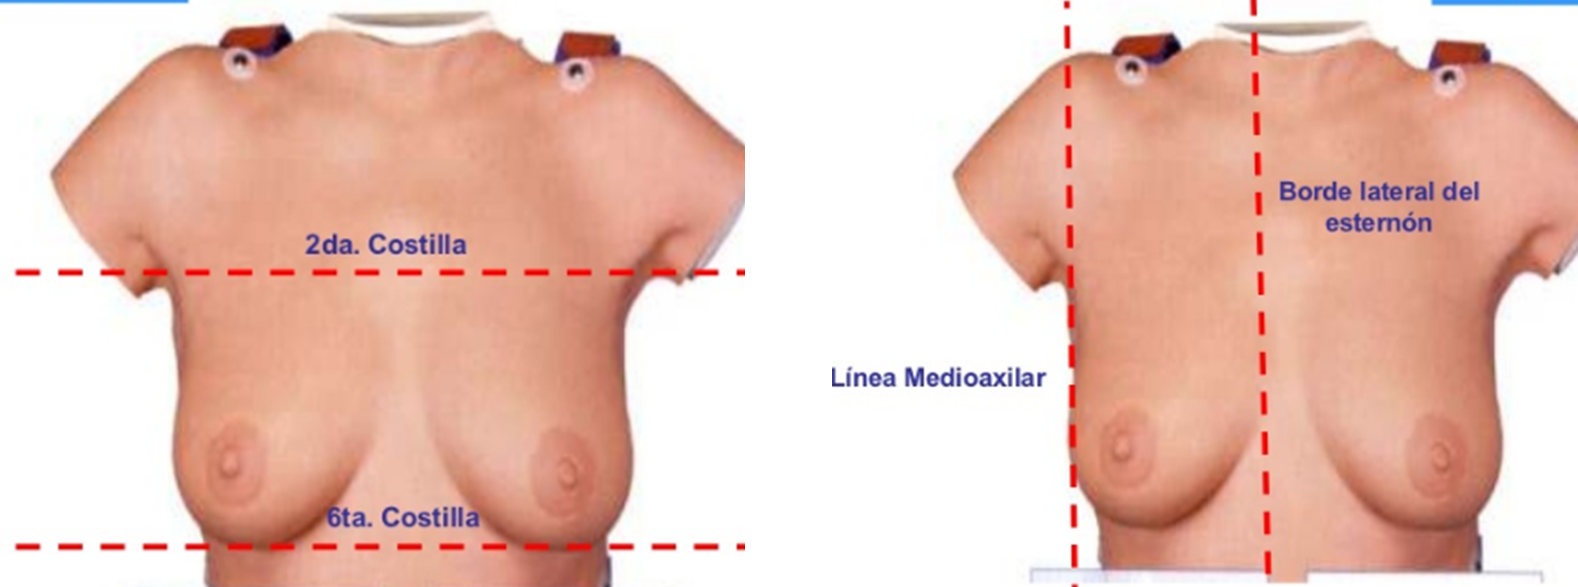 2da. Costilla
6ta. Costilla
Borde lateral del
esternón
Línea Medioaxilar